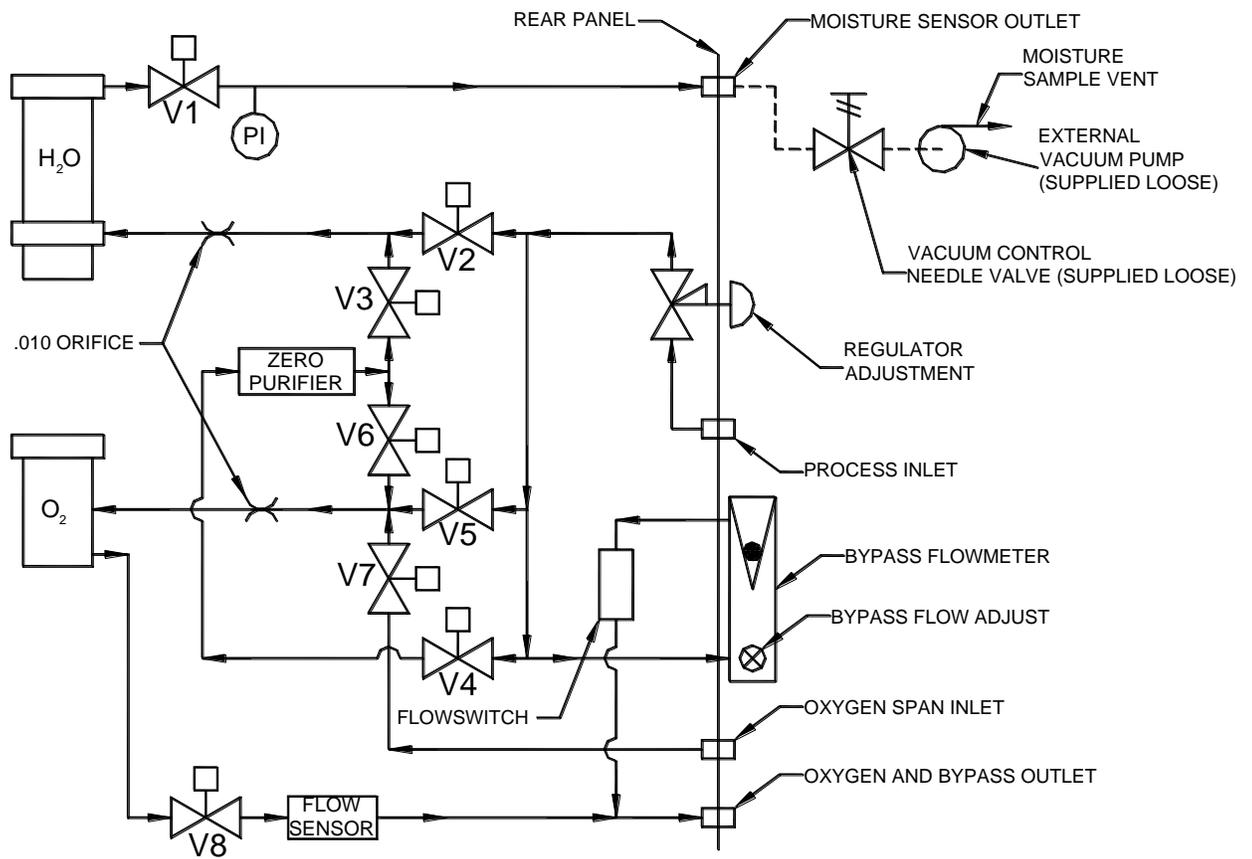 REAR PANEL
MOISTURE SENSOR OUTLET
MOISTURE
SAMPLE VENT
V1
PI
H2O
EXTERNAL
VACUUM PUMP
(SUPPLIED LOOSE)
V2
VACUUM CONTROL
NEEDLE VALVE (SUPPLIED LOOSE)
V3
.010 ORIFICE
ZERO
PURIFIER
REGULATOR
ADJUSTMENT
V6
PROCESS INLET
O2
V5
V7
BYPASS FLOWMETER
BYPASS FLOW ADJUST
V4
FLOWSWITCH
OXYGEN SPAN INLET
OXYGEN AND BYPASS OUTLET
FLOW
SENSOR
V8